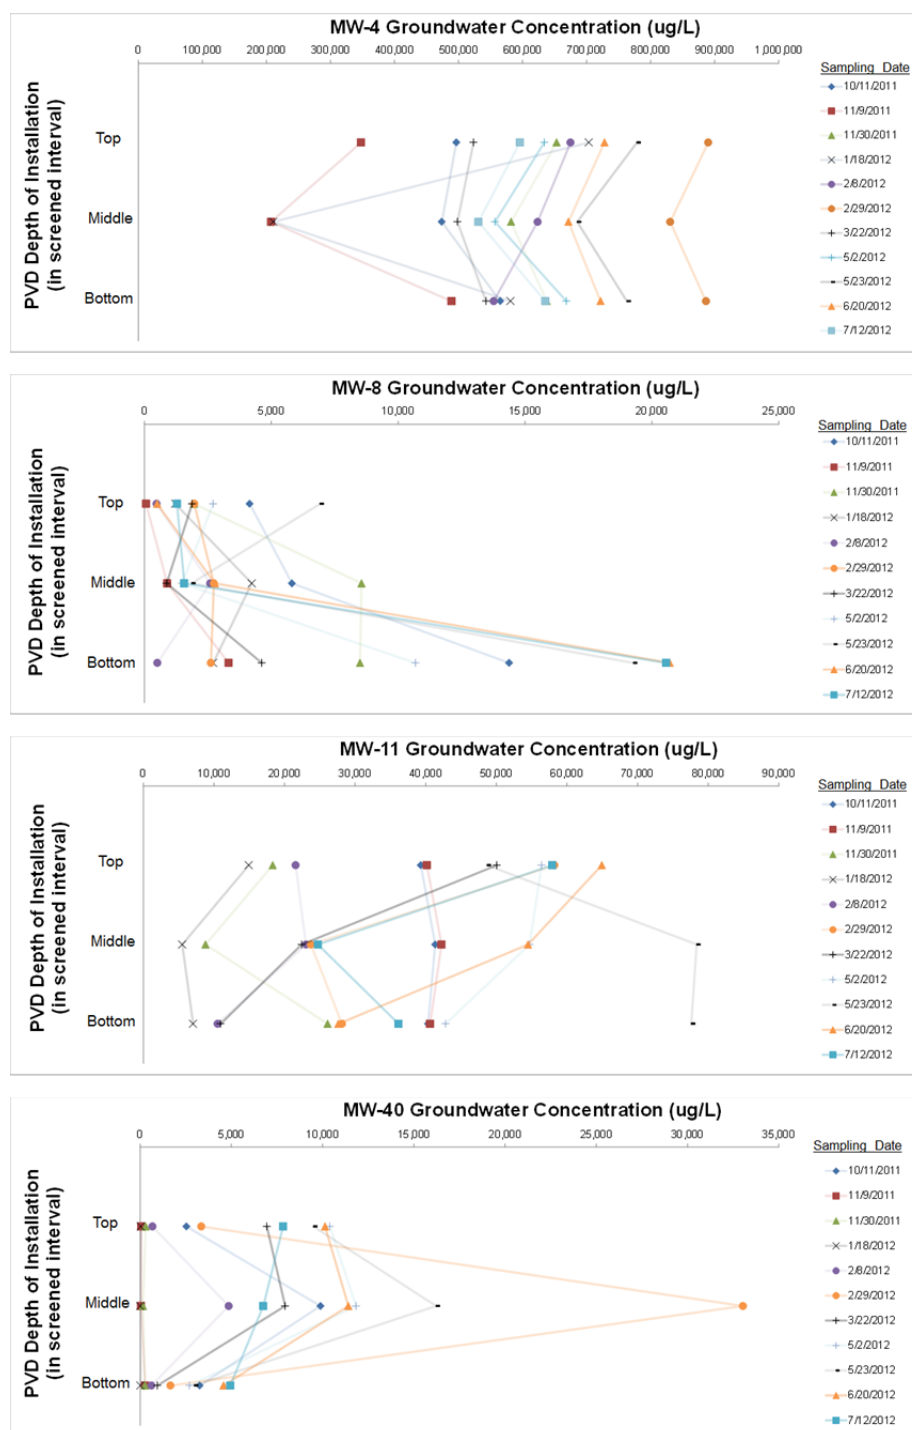 MW-4 Groundwater Concentration (ug/L)
0 100,000 200,000 300,000 400,000 500,000 600,000 700,000 800,000 900,000 1,000,000
PVD Depth of Installation
(in screened interval)
Top
Middle
Bottom
Sampling Date
10/11/2011
11/9/2011
11/30/2011
1/18/2012
2/8/2012
2/29/2012
3/22/2012
5/2/2012
5/23/2012
6/20/2012
7/12/2012
MW-8 Groundwater Concentration (ug/L)
0 5,000 10,000 15,000 20,000 25,000
PVD Depth of Installation
(in screened interval)
Top
Middle
Bottom
Sampling Date
10/11/2011
11/9/2011
11/30/2011
1/18/2012
2/8/2012
2/29/2012
3/22/2012
5/2/2012
5/23/2012
6/20/2012
7/12/2012
MW-11 Groundwater Concentration (ug/L)
0 10,000 20,000 30,000 40,000 50,000 60,000 70,000 80,000 90,000
PVD Depth of Installation
(in screened interval)
Top
Middle
Bottom
Sampling Date
10/11/2011
11/9/2011
11/30/2011
1/18/2012
2/8/2012
2/29/2012
3/22/2012
5/2/2012
5/23/2012
6/20/2012
7/12/2012
MW-40 Groundwater Concentration (ug/L)
0 5,000 10,000 15,000 20,000 25,000 30,000 35,000
PVD Depth of Installation
(in screened interval)
Top
Middle
Bottom
Sampling Date
10/11/2011
11/9/2011
11/30/2011
1/18/2012
2/8/2012
2/29/2012
3/22/2012
5/2/2012
5/23/2012
6/20/2012
7/12/2012